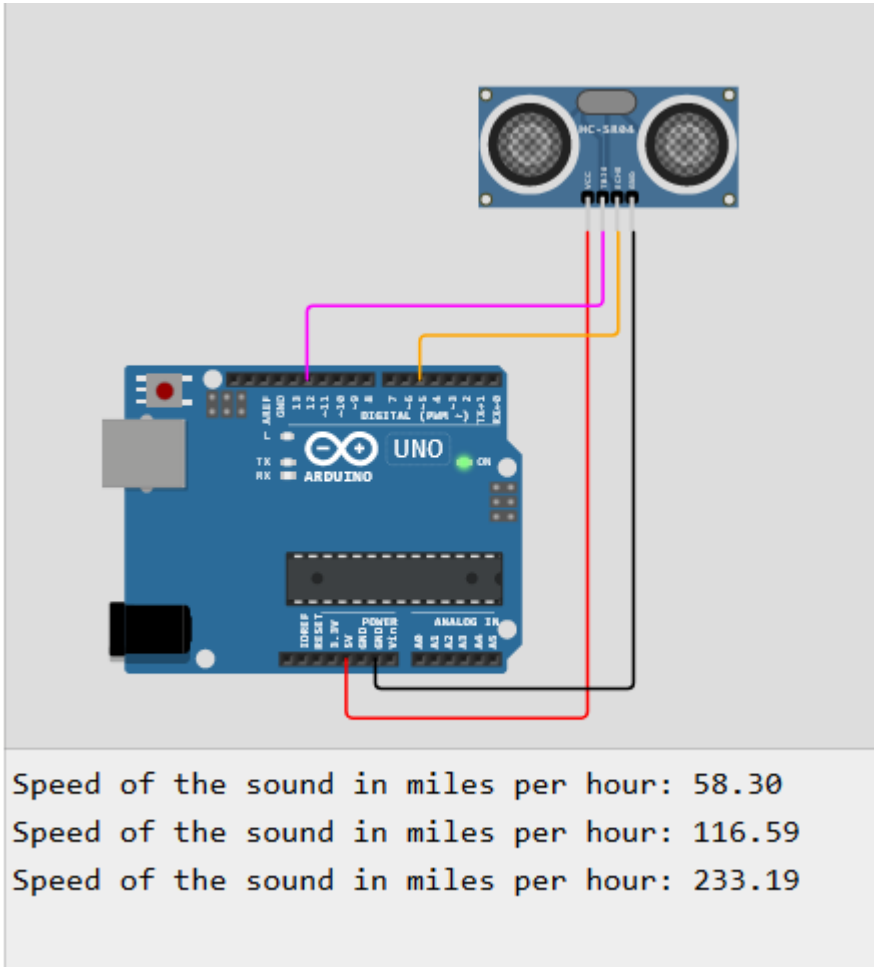 HC-SR04
VCC
TRIG
ECHO
GND
AREF
GND
13
12
~11
~10
~9
8
7
~6
~5
4
~3
2
TX→1
RX←0
DIGITAL (PWM ~)
L
TX
RX
UNO
ON
ARDUINO
IOREF
RESET
3.3V
5V
GND
GND
Vin
POWER
ANALOG IN
A0
A1
A2
A3
A4
A5
Speed of the sound in miles per hour: 58.30
Speed of the sound in miles per hour: 116.59
Speed of the sound in miles per hour: 233.19